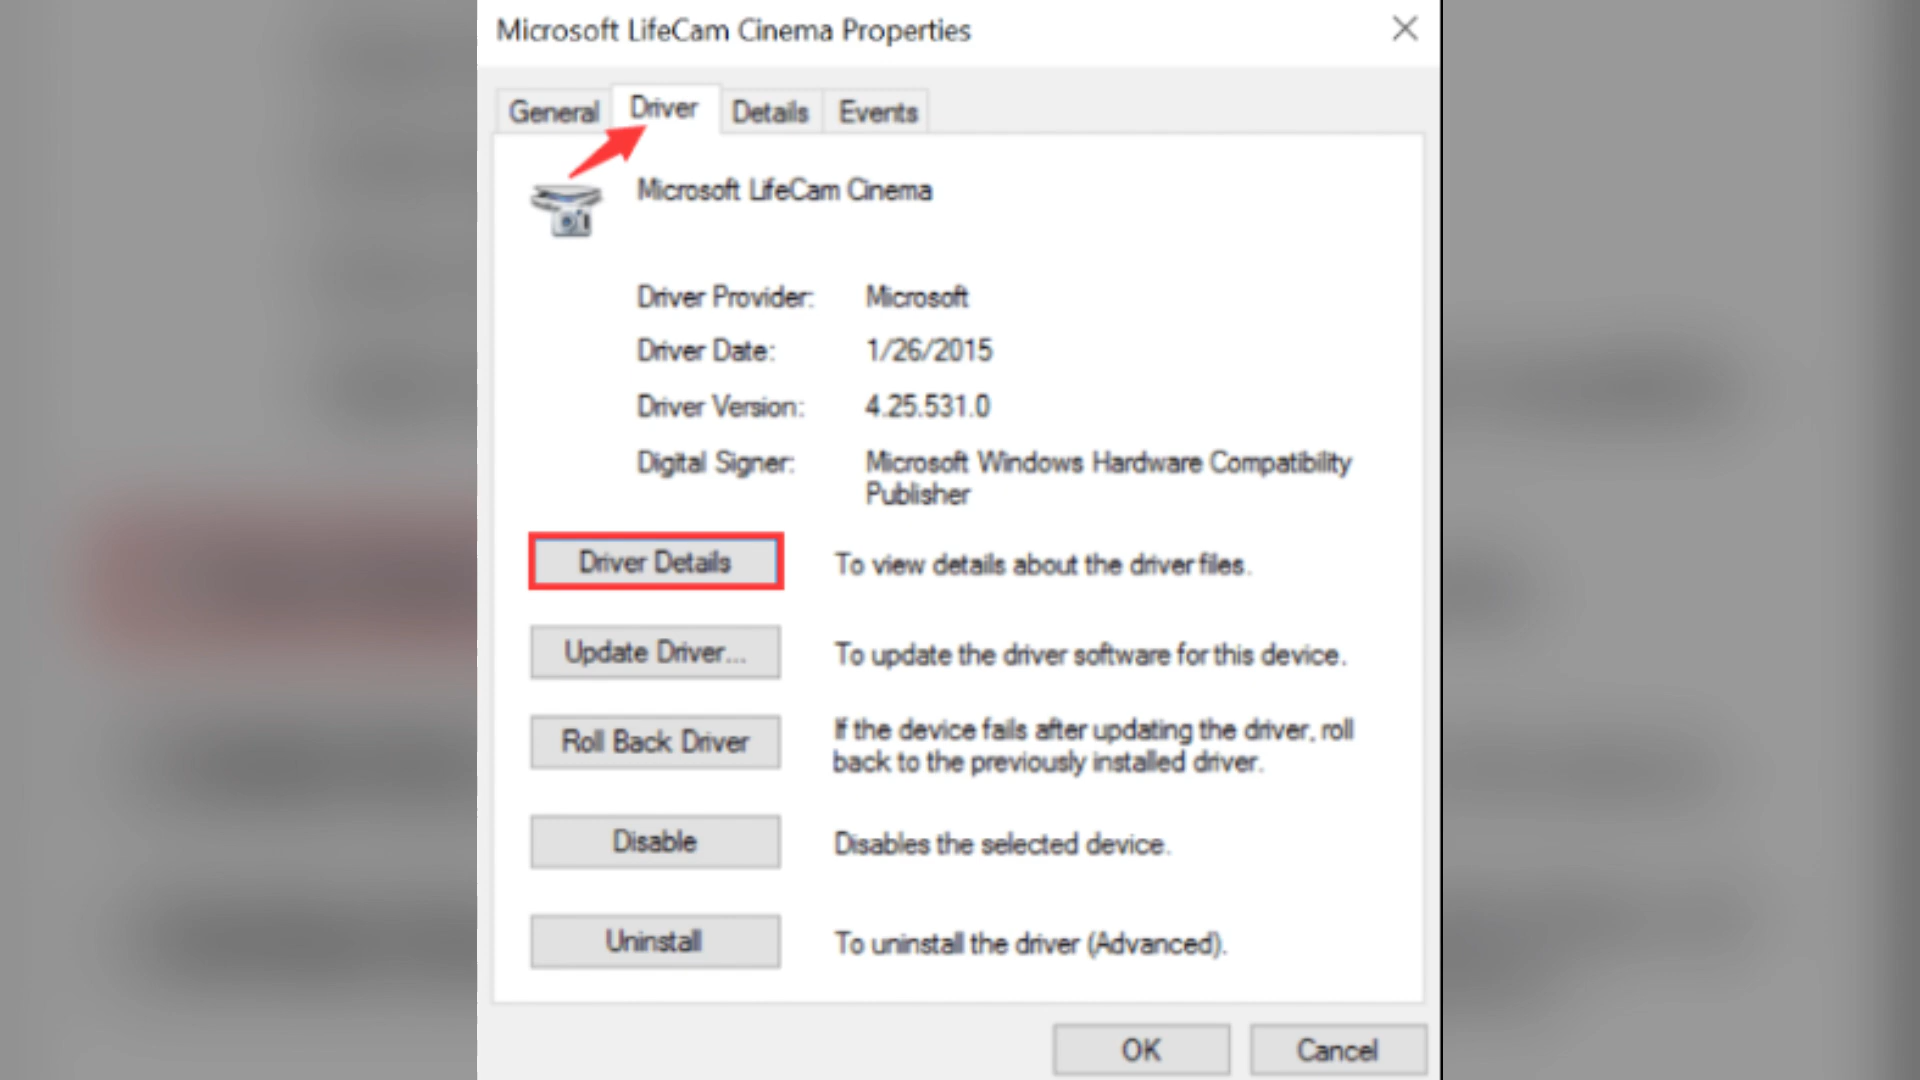 Microsoft LifeCam Cinema Properties
General Driver Details Events
Microsoft LifeCam Cinema
Driver Provider: Microsoft
Driver Date: 1/26/2015
Driver Version: 4.25.531.0
Digital Signer: Microsoft Windows Hardware Compatibility
Publisher
Driver Details To view details about the driver files.
Update Driver... To update the driver software for this device.
Roll Back Driver If the device fails after updating the driver, roll
back to the previously installed driver.
Disable Disables the selected device.
Uninstall To uninstall the driver (Advanced).
OK Cancel